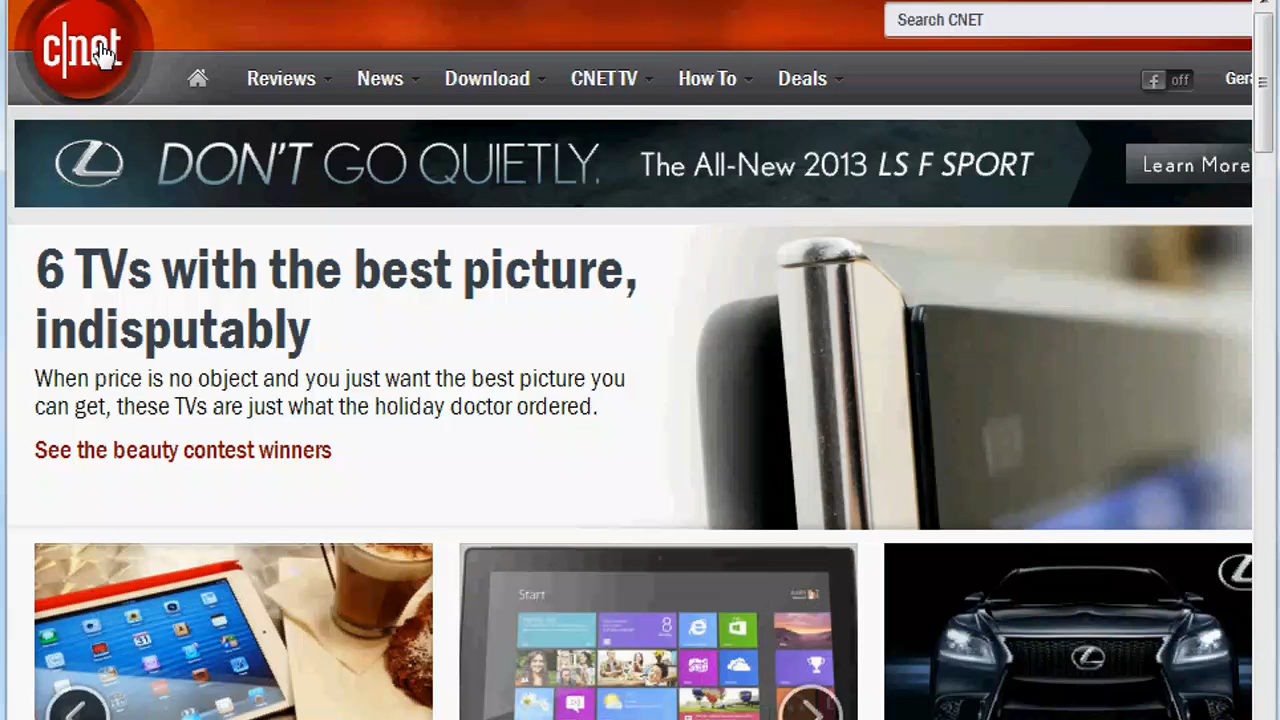 c|net
Search CNET
Reviews News Download CNET TV How To Deals
f off
DON'T GO QUIETLY. The All-New 2013 LS F SPORT Learn More
6 TVs with the best picture,
indisputably
When price is no object and you just want the best picture you
can get, these TVs are just what the holiday doctor ordered.
See the beauty contest winners
Start